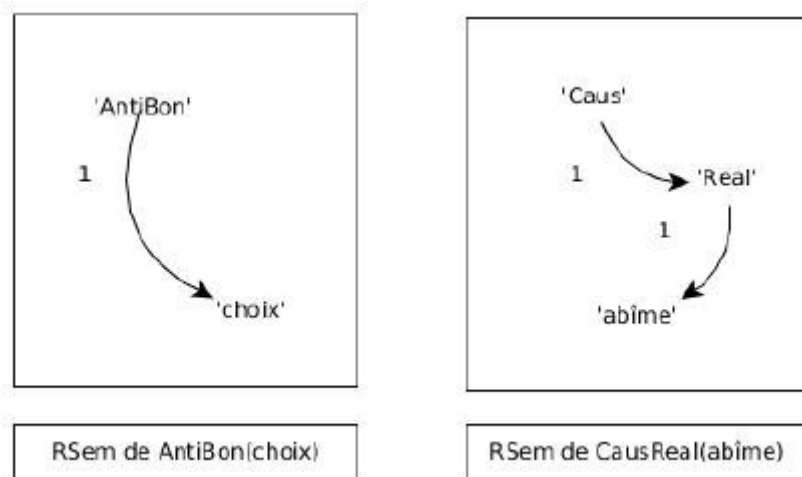 'AntiBon'
1
'choix'
RSem de AntiBon(choix)
'Caus'
1
'Real'
1
'abîme'
RSem de CausReal(abîme)